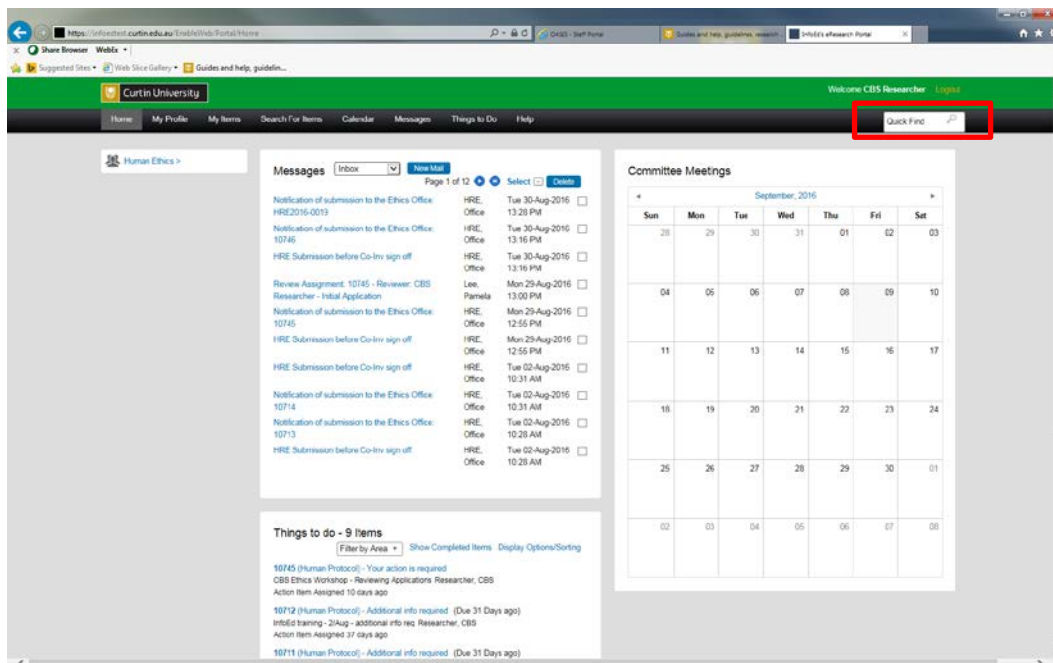 https://infoedtest.curtin.edu.au/EnableWeb/Portal/Home
OASIS - Staff Portal
Guides and help, guidelines, research ...
InfoEd's eResearch Portal
x Share Browser WebEx
Suggested Sites Web Slice Gallery Guides and help, guidelin...
Curtin University
Welcome CBS Researcher Logout
Home My Profile My Items Search For Items Calendar Messages Things to Do Help
Quick Find
Human Ethics >
Messages Inbox New Mail
Page 1 of 12 Select Delete
Notification of submission to the Ethics Office: HRE, Tue 30-Aug-2016
HRE2016-0019 Office 13:28 PM
Notification of submission to the Ethics Office: HRE, Tue 30-Aug-2016
10746 Office 13:16 PM
HRE Submission before Co-Inv sign off HRE, Tue 30-Aug-2016
Office 13:16 PM
Review Assignment: 10745 - Reviewer: CBS Lee, Mon 29-Aug-2016
Researcher - Initial Application Pamela 13:00 PM
Notification of submission to the Ethics Office: HRE, Mon 29-Aug-2016
10745 Office 12:55 PM
HRE Submission before Co-Inv sign off HRE, Mon 29-Aug-2016
Office 12:55 PM
HRE Submission before Co-Inv sign off HRE, Tue 02-Aug-2016
Office 10:31 AM
Notification of submission to the Ethics Office: HRE, Tue 02-Aug-2016
10714 Office 10:31 AM
Notification of submission to the Ethics Office: HRE, Tue 02-Aug-2016
10713 Office 10:28 AM
HRE Submission before Co-Inv sign off HRE, Tue 02-Aug-2016
Office 10:28 AM
Things to do - 9 Items
Filter by Area Show Completed Items Display Options/Sorting
10745 (Human Protocol) - Your action is required
CBS Ethics Workshop - Reviewing Applications Researcher, CBS
Action Item Assigned 10 days ago
10712 (Human Protocol) - Additional info required (Due 31 Days ago)
InfoEd training - 2/Aug - additional info req Researcher, CBS
Action Item Assigned 37 days ago
10711 (Human Protocol) - Additional info required (Due 31 Days ago)
Committee Meetings
September, 2016
Sun Mon Tue Wed Thu Fri Sat
28 29 30 31 01 02 03
04 05 06 07 08 09 10
11 12 13 14 15 16 17
18 19 20 21 22 23 24
25 26 27 28 29 30 01
02 03 04 05 06 07 08